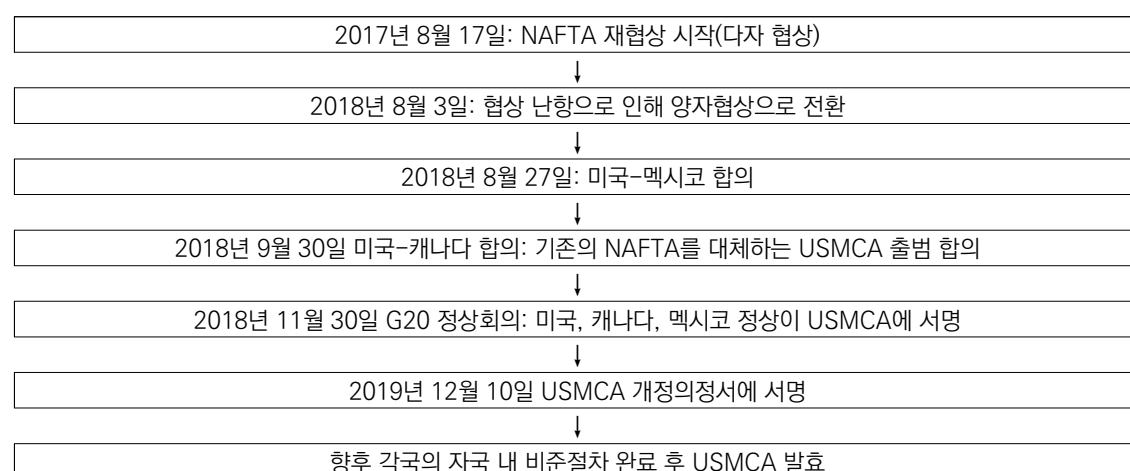 2017년 8월 17일: NAFTA 재협상 시작(다자 협상)
↓
2018년 8월 3일: 협상 난항으로 인해 양자협상으로 전환
↓
2018년 8월 27일: 미국-멕시코 합의
↓
2018년 9월 30일 미국-캐나다 합의: 기존의 NAFTA를 대체하는 USMCA 출범 합의
↓
2018년 11월 30일 G20 정상회의: 미국, 캐나다, 멕시코 정상이 USMCA에 서명
↓
2019년 12월 10일 USMCA 개정의정서에 서명
↓
향후 각국의 자국 내 비준절차 완료 후 USMCA 발효